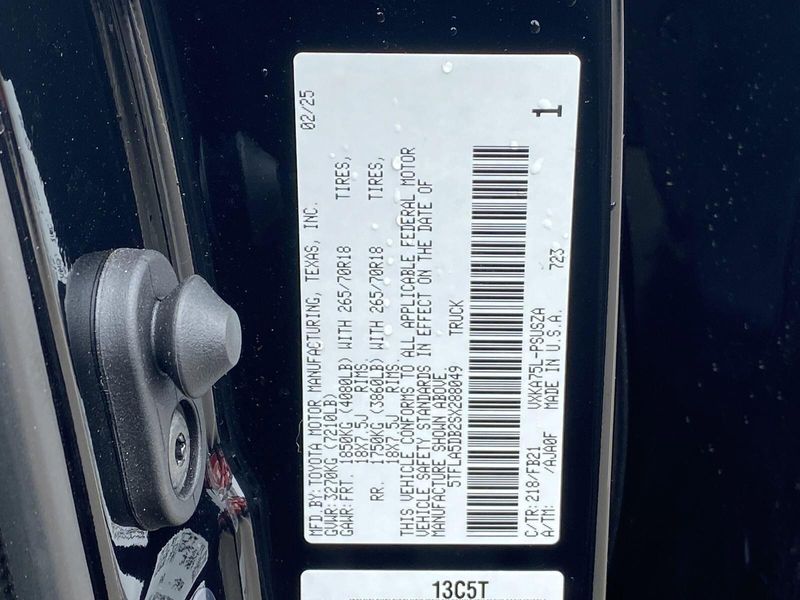 MFD.BY: TOYOTA MOTOR MANUFACTURING, TEXAS, INC. 02/25
GVWR: 3270KG (7210LB)
GAWR: FRT. 1850KG (4080LB) WITH 265/70R18 TIRES,
18X7.5J RIMS
RR. 1750KG (3860LB) WITH 265/70R18 TIRES,
18X7.5J RIMS
THIS VEHICLE CONFORMS TO ALL APPLICABLE FEDERAL MOTOR
VEHICLE SAFETY STANDARDS IN EFFECT ON THE DATE OF
MANUFACTURE SHOWN ABOVE.
5TFLA5DB2SX288049 TRUCK
C/TR: 218/FB21 VXKA75L-PSUSZA 1
A/TM: /AJA0F MADE IN U.S.A. 723
13C5T